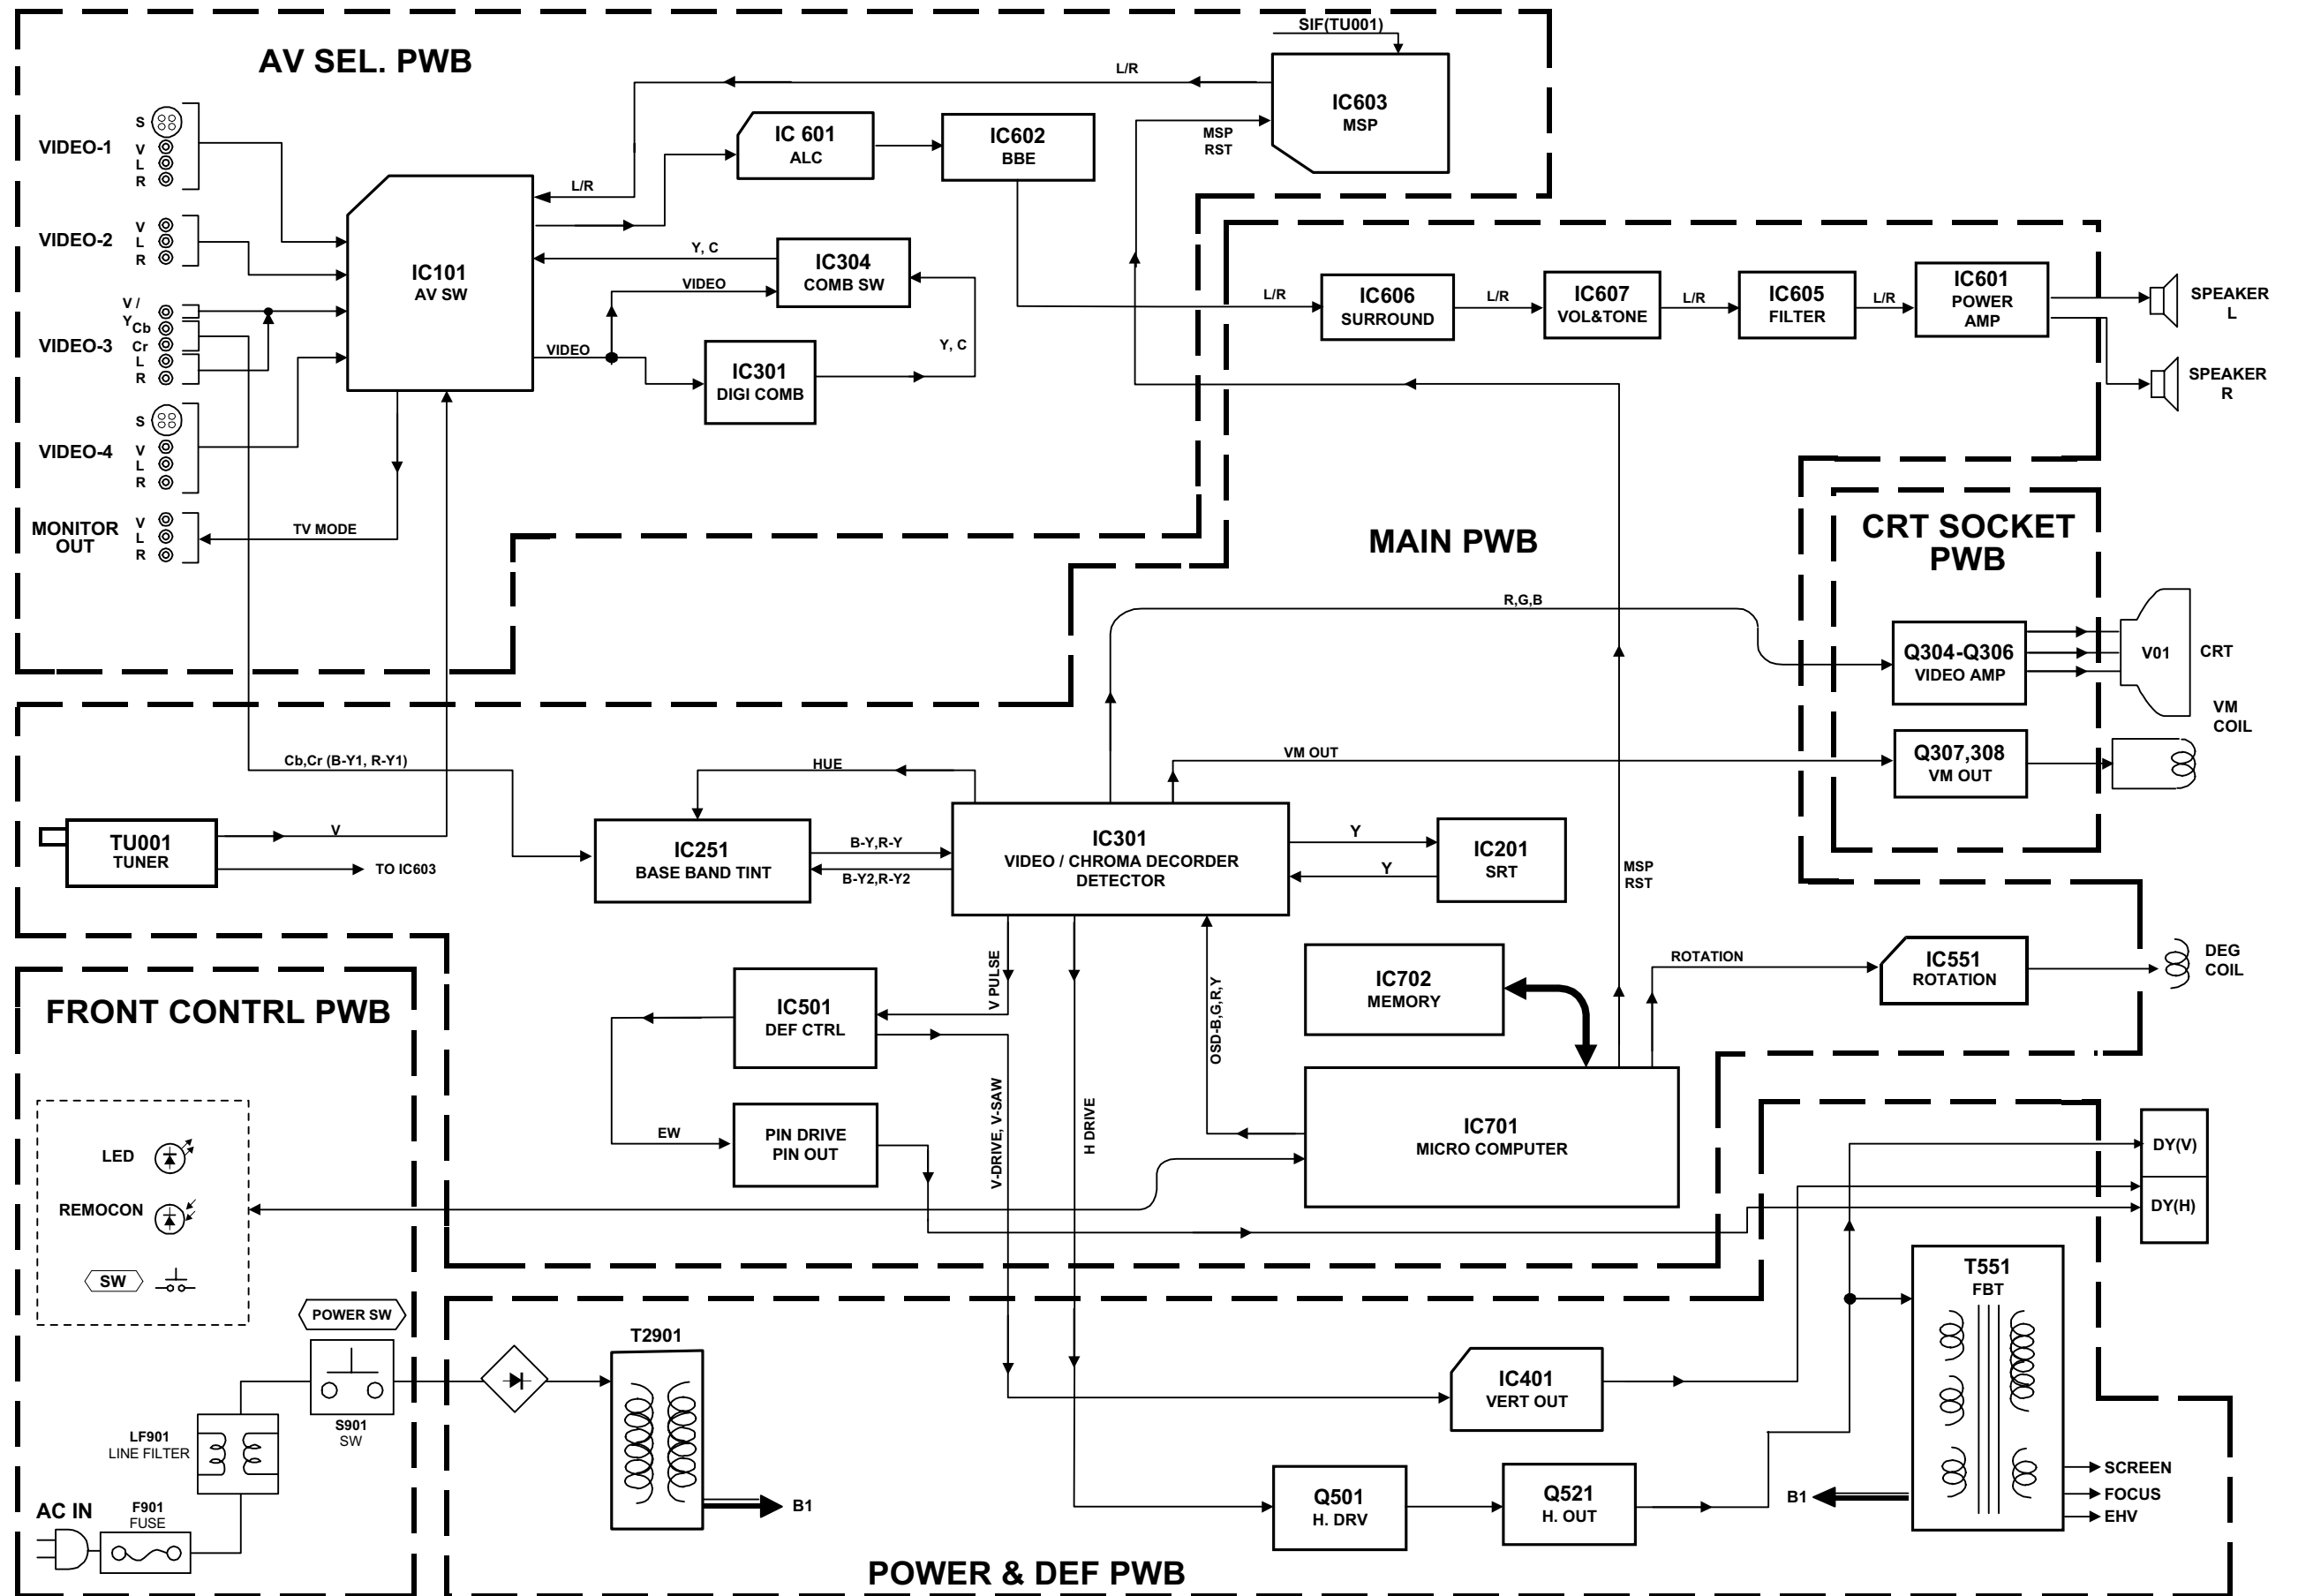 SIF(TU001)
AV SEL. PWB
L/R
IC603
MSP
MSP
RST
VIDEO-1
S
V
L
R
IC 601
ALC
IC602
BBE
L/R
VIDEO-2
V
L
R
IC101
AV SW
Y, C
IC304
COMB SW
VIDEO
VIDEO-3
V /
Y
Cb
Cr
L
R
VIDEO
IC301
DIGI COMB
Y, C
L/R
IC606
SURROUND
L/R
IC607
VOL&TONE
L/R
IC605
FILTER
L/R
IC601
POWER
AMP
SPEAKER
L
SPEAKER
R
VIDEO-4
S
V
L
R
MONITOR
OUT
V
L
R
TV MODE
MAIN PWB
CRT SOCKET
PWB
R,G,B
Q304-Q306
VIDEO AMP
V01
CRT
VM
COIL
Q307,308
VM OUT
VM OUT
Cb,Cr (B-Y1, R-Y1)
HUE
TU001
TUNER
V
TO IC603
IC251
BASE BAND TINT
B-Y,R-Y
B-Y2,R-Y2
IC301
VIDEO / CHROMA DECORDER
DETECTOR
Y
Y
IC201
SRT
MSP
RST
FRONT CONTRL PWB
V PULSE
IC501
DEF CTRL
OSD-B,G,R,Y
IC702
MEMORY
ROTATION
IC551
ROTATION
DEG
COIL
V-DRIVE, V-SAW
H DRIVE
EW
PIN DRIVE
PIN OUT
IC701
MICRO COMPUTER
DY(V)
DY(H)
LED
REMOCON
SW
POWER SW
S901
SW
LF901
LINE FILTER
AC IN
F901
FUSE
T2901
B1
IC401
VERT OUT
Q501
H. DRV
Q521
H. OUT
T551
FBT
B1
SCREEN
FOCUS
EHV
POWER & DEF PWB